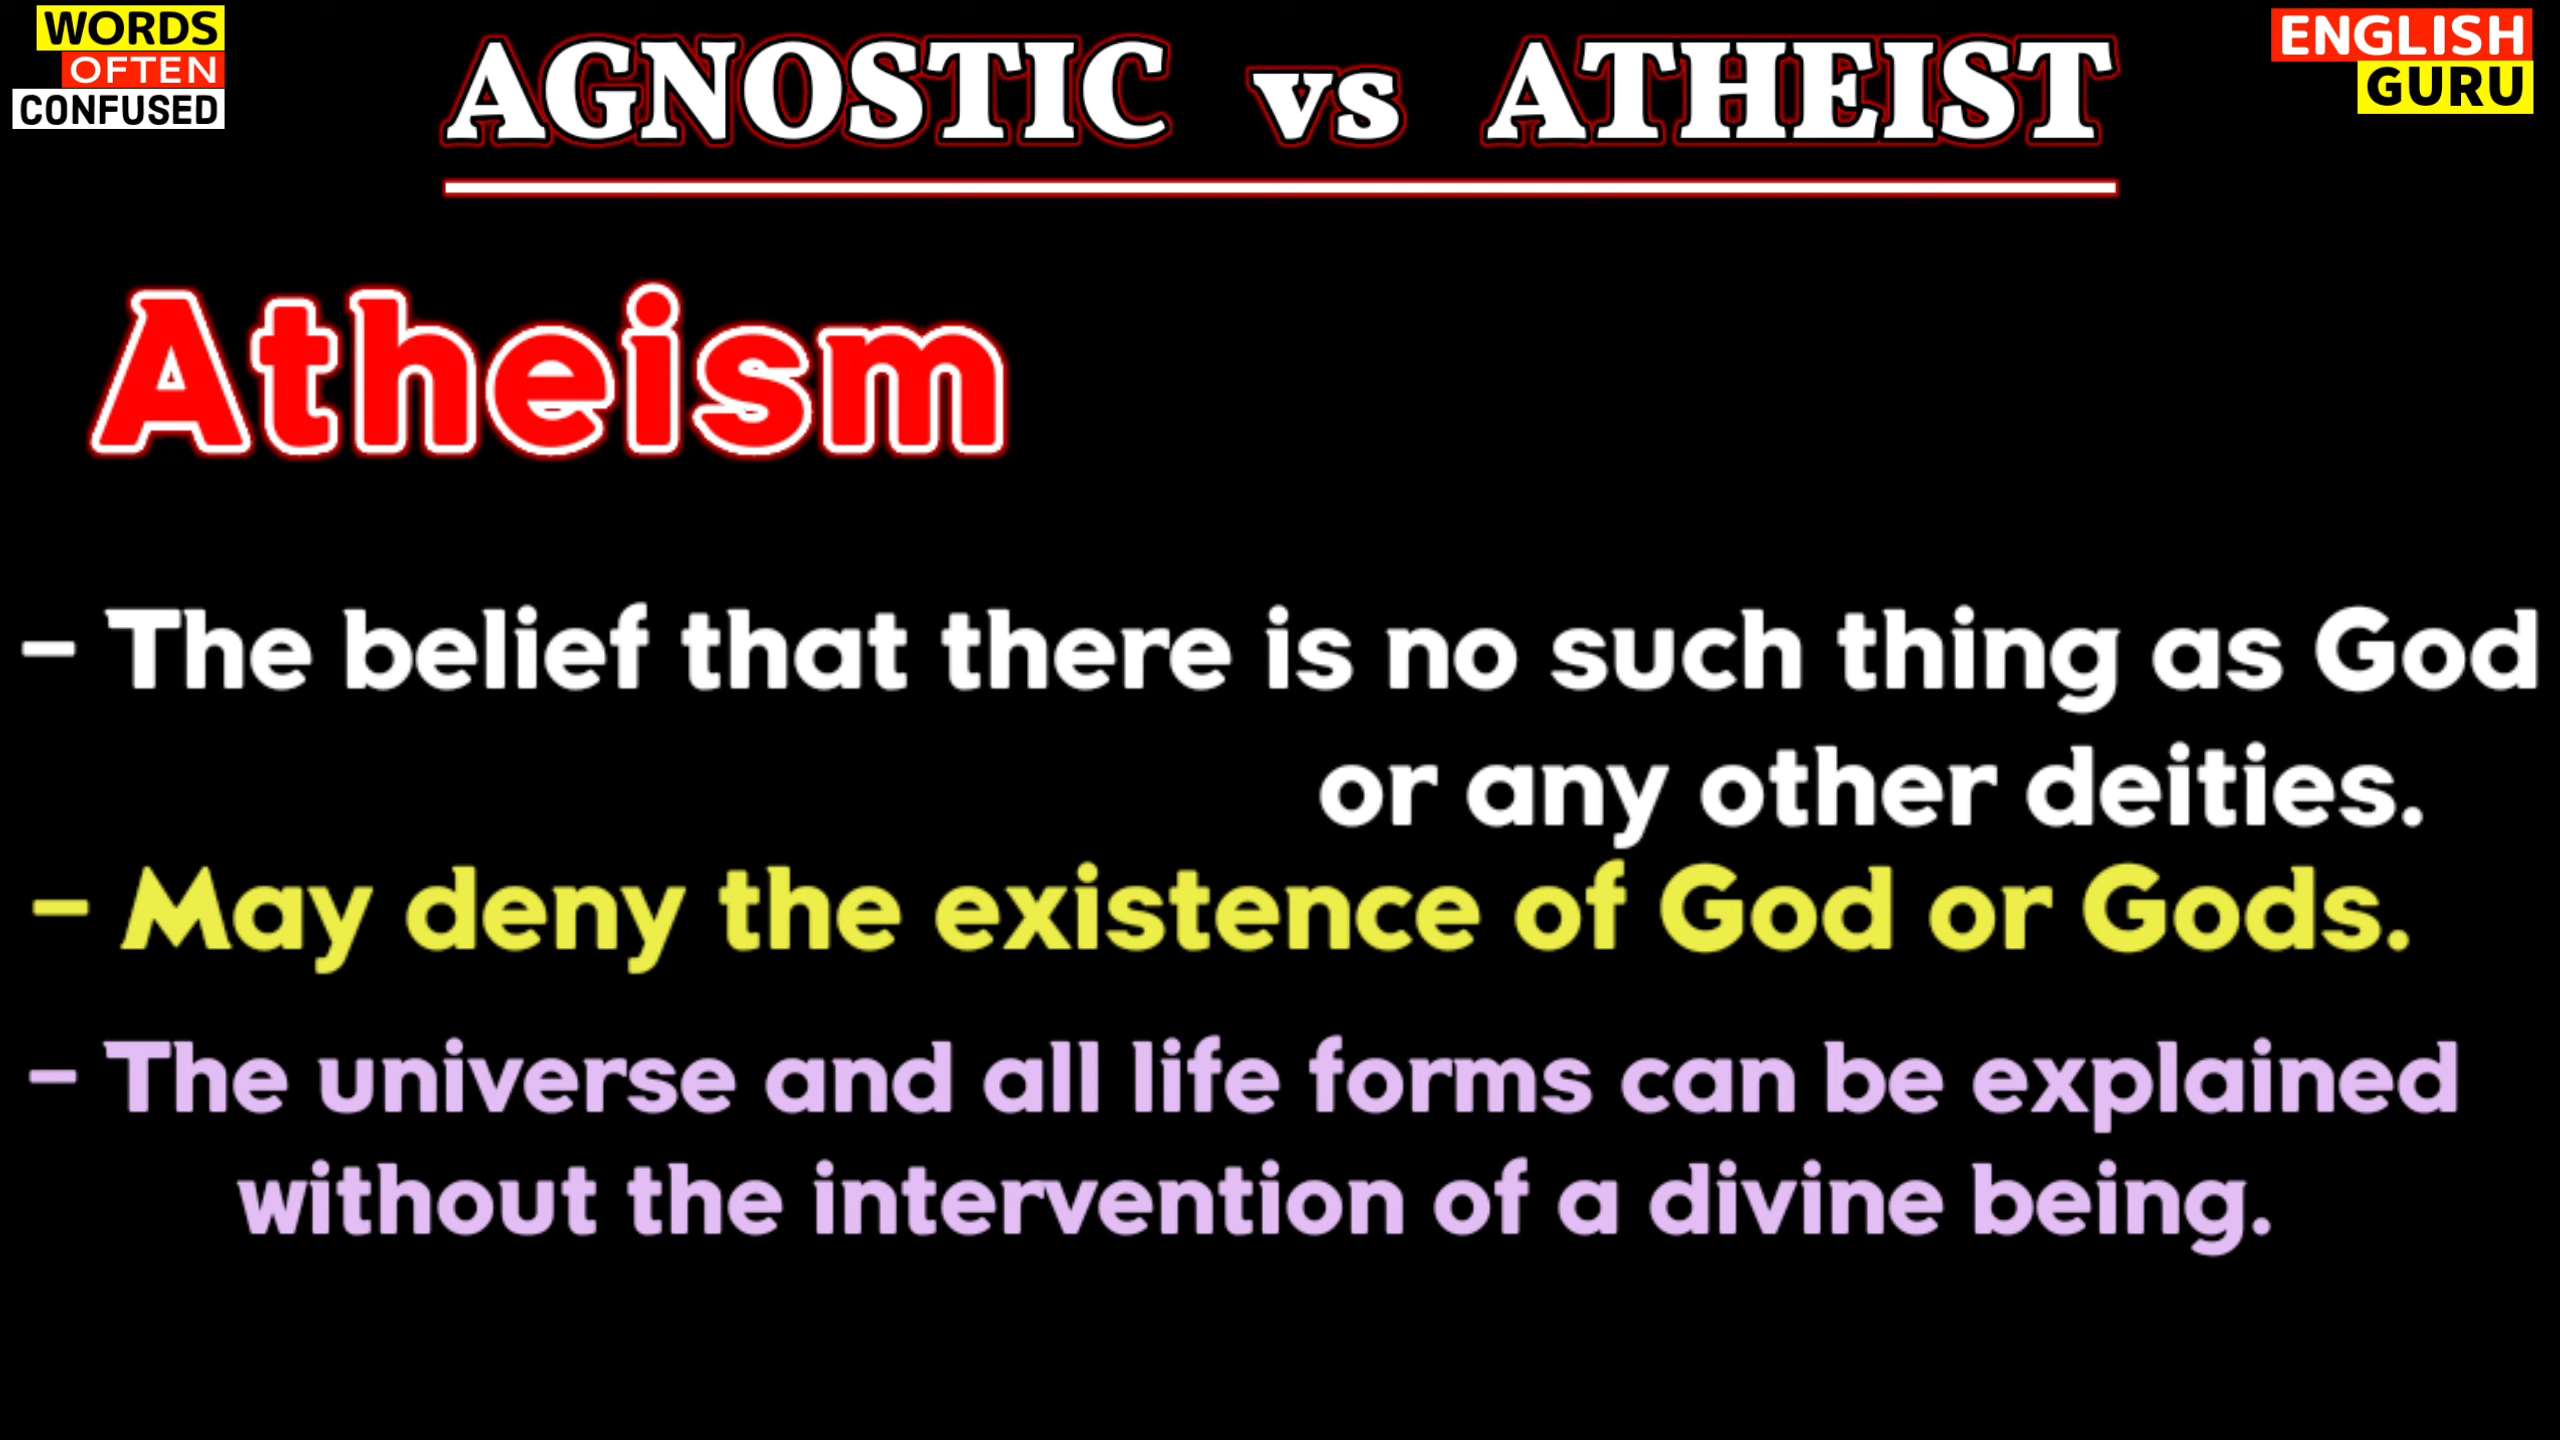 WORDS
OFTEN
CONFUSED
AGNOSTIC vs ATHEIST
ENGLISH
GURU
Atheism
- The belief that there is no such thing as God
or any other deities.
- May deny the existence of God or Gods.
- The universe and all life forms can be explained
without the intervention of a divine being.